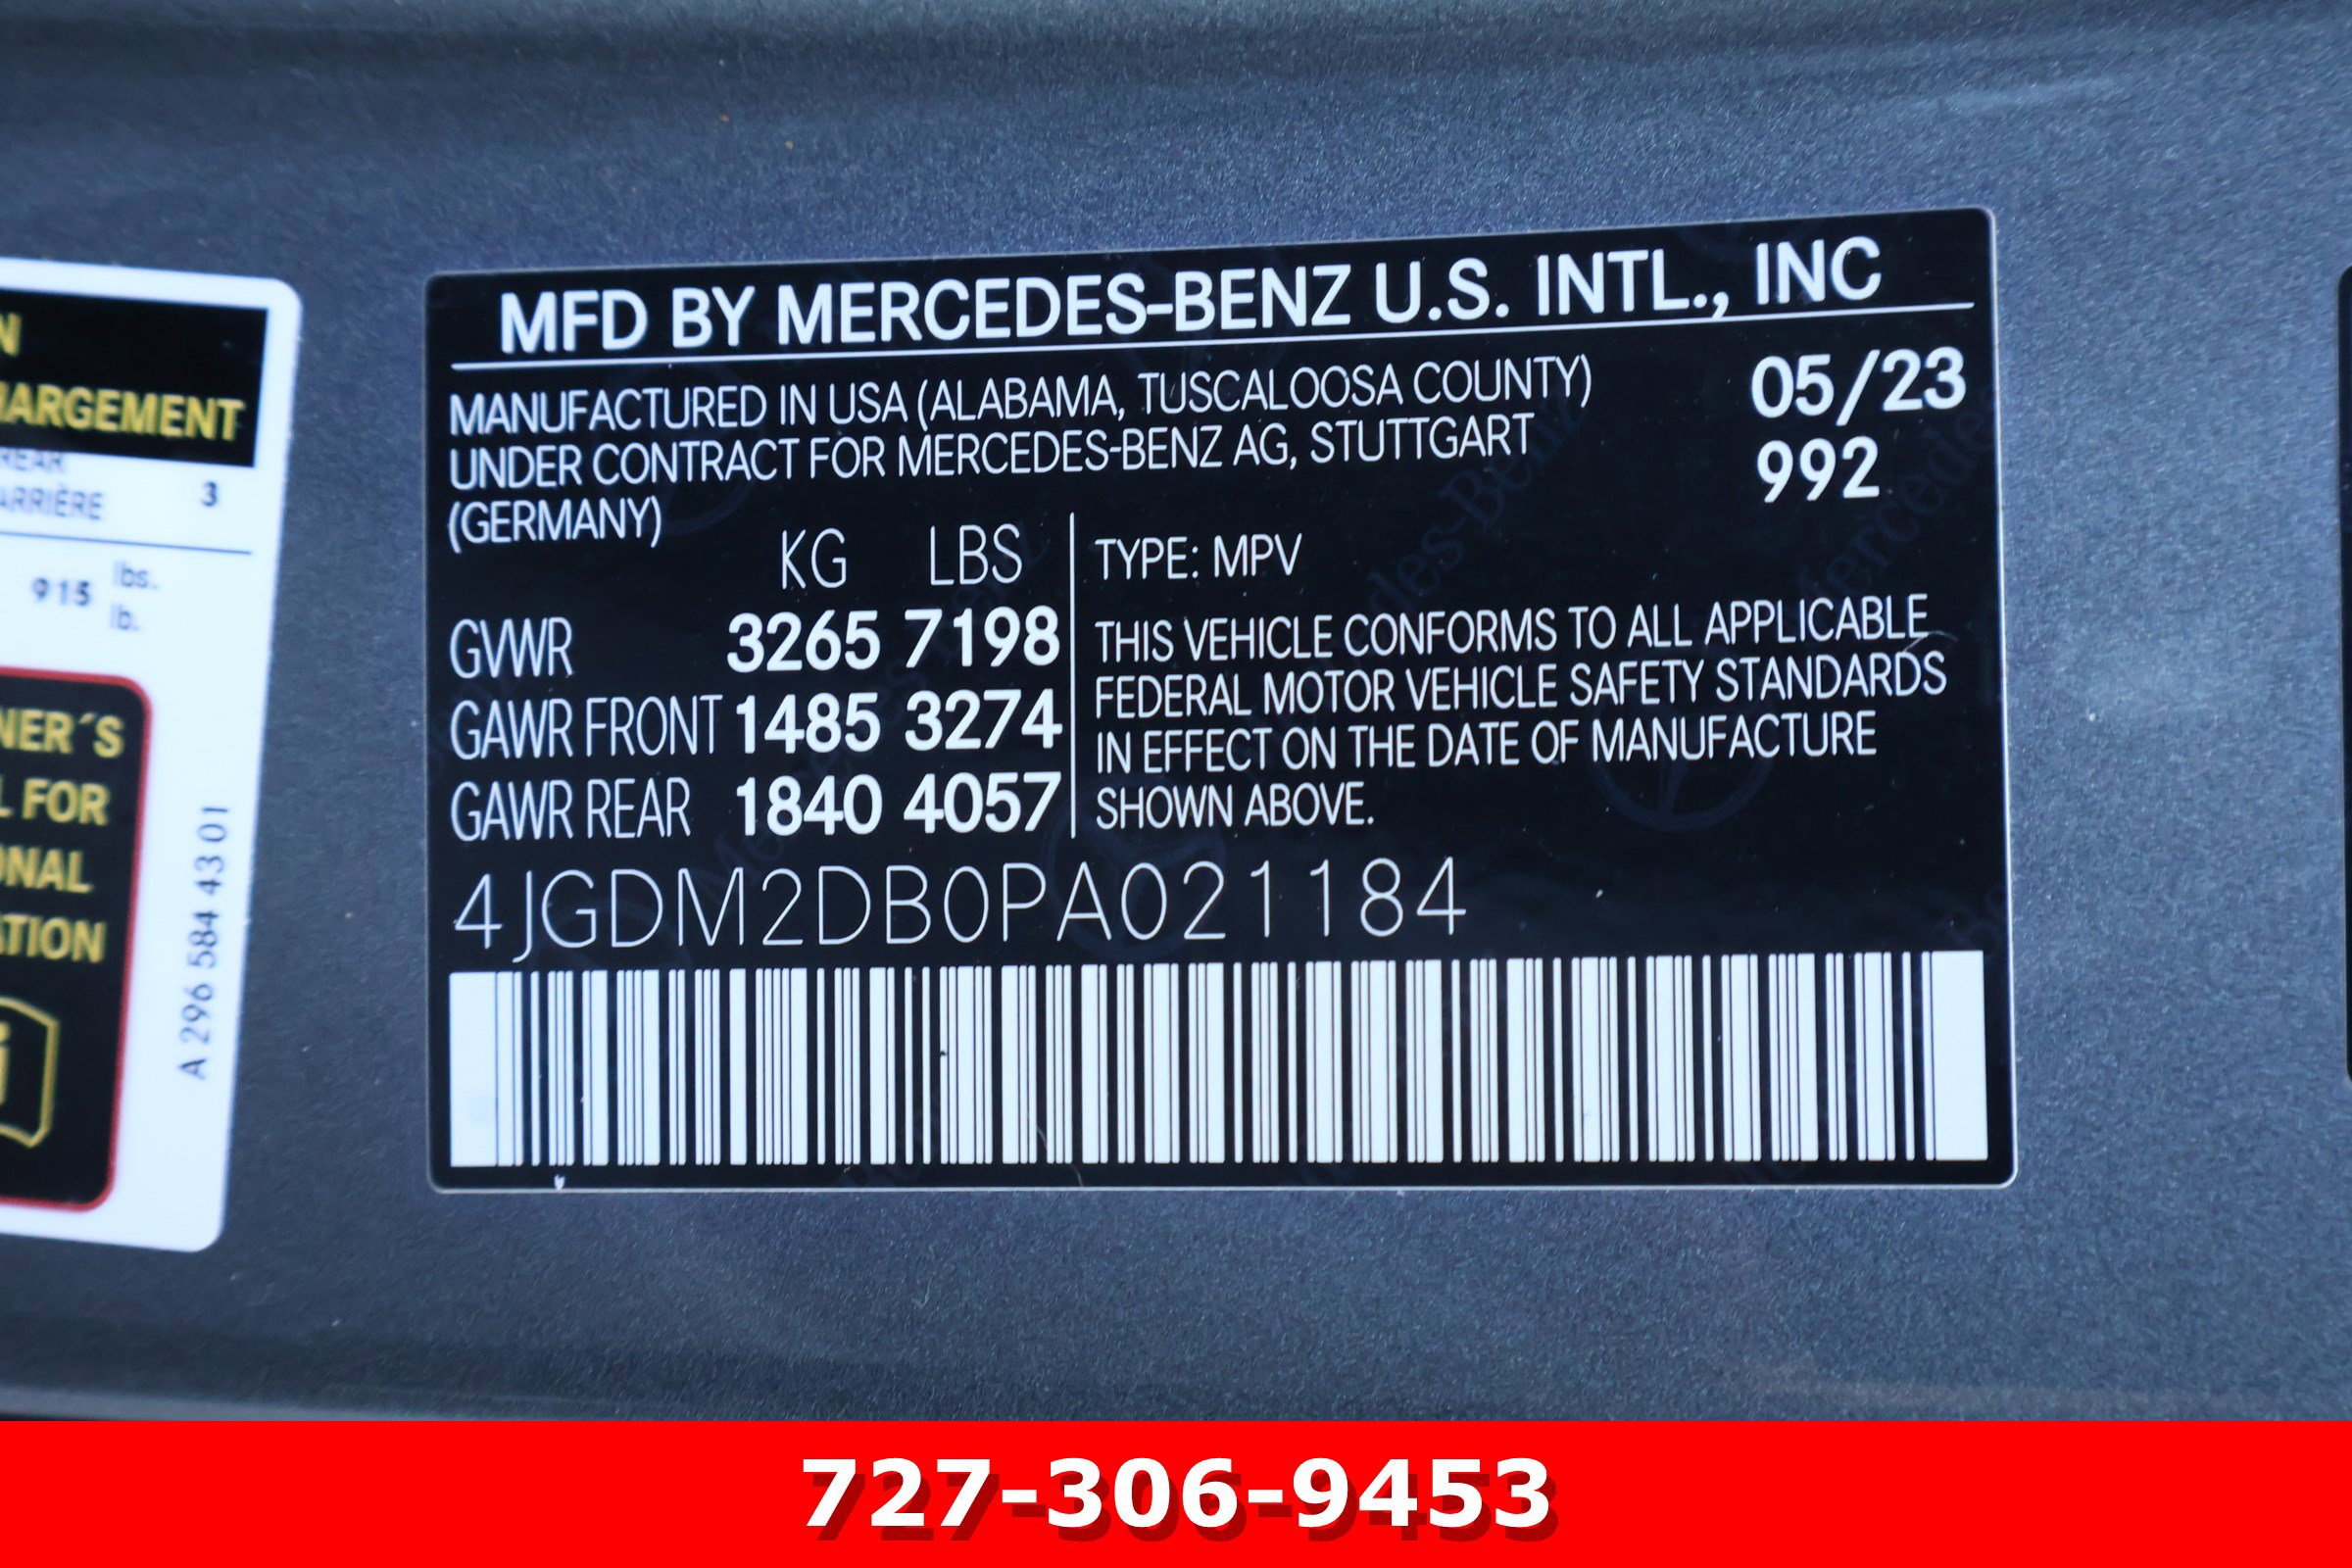 N
HARGEMENT
REAR
ARRIÈRE 3
915 lbs.
lb.
NER´S
L FOR
ONAL
ATION
i
A 296 584 43 01
MFD BY MERCEDES-BENZ U.S. INTL., INC
MANUFACTURED IN USA (ALABAMA, TUSCALOOSA COUNTY) 05/23
UNDER CONTRACT FOR MERCEDES-BENZ AG, STUTTGART 992
(GERMANY)
KG LBS
GVWR 3265 7198
GAWR FRONT 1485 3274
GAWR REAR 1840 4057
TYPE: MPV
THIS VEHICLE CONFORMS TO ALL APPLICABLE
FEDERAL MOTOR VEHICLE SAFETY STANDARDS
IN EFFECT ON THE DATE OF MANUFACTURE
SHOWN ABOVE.
4JGDM2DB0PA021184
727-306-9453